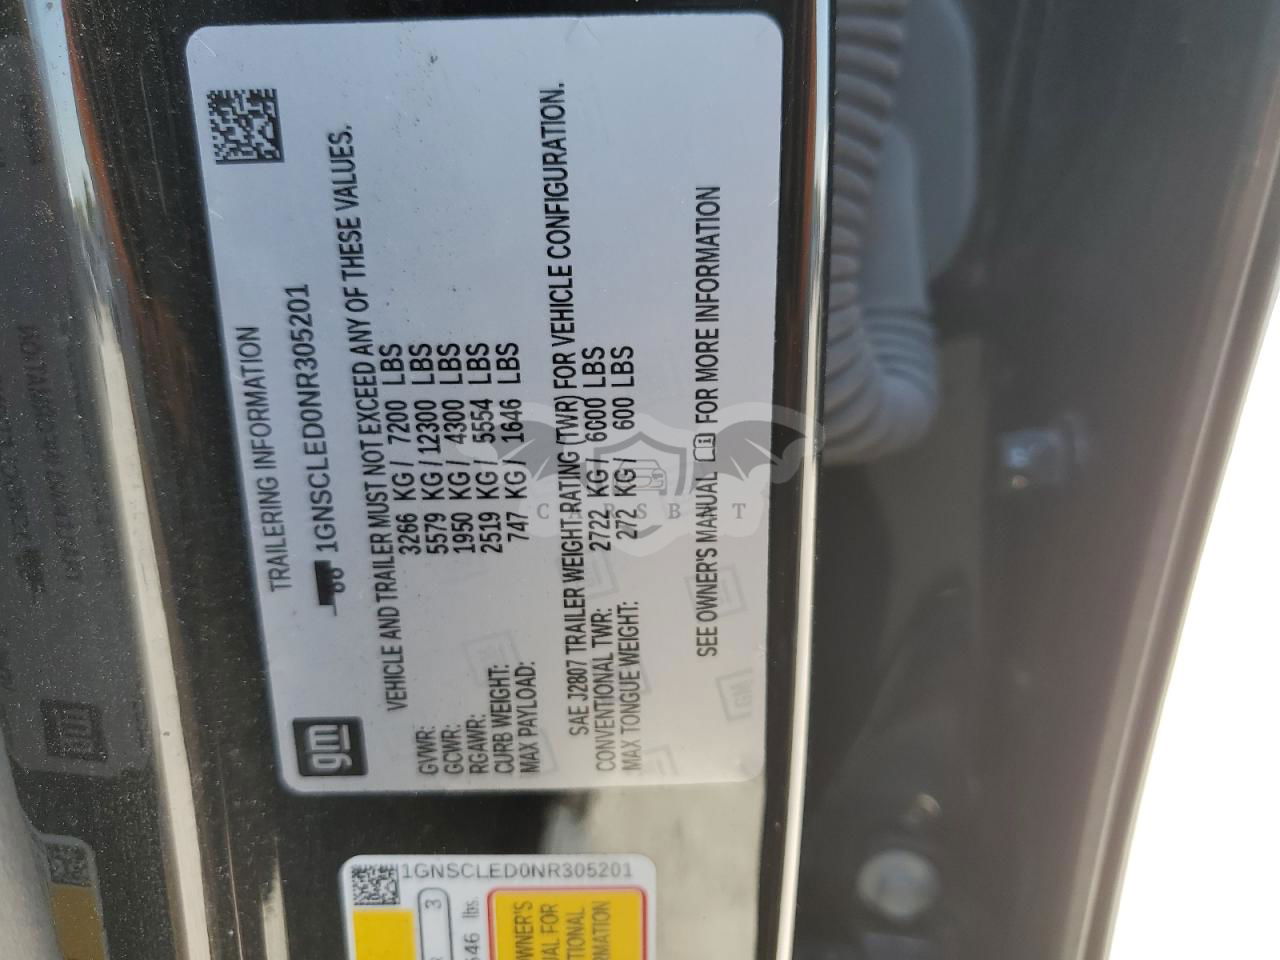 TRAILERING INFORMATION
1GNSCLED0NR305201
gm
VEHICLE AND TRAILER MUST NOT EXCEED ANY OF THESE VALUES.
GVWR: 3266 KG / 7200 LBS
GCWR: 5579 KG / 12300 LBS
RGAWR: 1950 KG / 4300 LBS
CURB WEIGHT: 2519 KG / 5554 LBS
MAX PAYLOAD: 747 KG / 1646 LBS
SAE J2807 TRAILER WEIGHT RATING (TWR) FOR VEHICLE CONFIGURATION.
CONVENTIONAL TWR: 2722 KG / 6000 LBS
MAX TONGUE WEIGHT: 272 KG / 600 LBS
SEE OWNER'S MANUAL FOR MORE INFORMATION
GM
1GNSCLED0NR305201
3
lbs